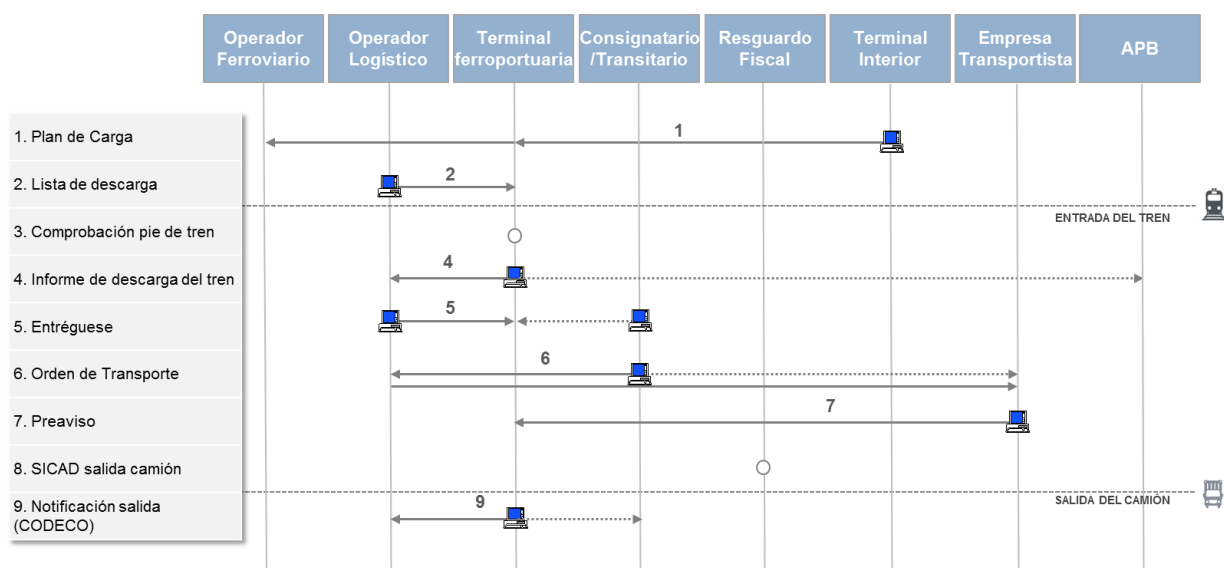 Operador
Ferroviario
Operador
Logístico
Terminal
ferroportuaria
Consignatario
/Transitario
Resguardo
Fiscal
Terminal
Interior
Empresa
Transportista
APB
1. Plan de Carga
1
2. Lista de descarga
2
ENTRADA DEL TREN
3. Comprobación pie de tren
4. Informe de descarga del tren
4
5. Entréguese
5
6. Orden de Transporte
6
7. Preaviso
7
8. SICAD salida camión
SALIDA DEL CAMIÓN
9. Notificación salida
(CODECO)
9